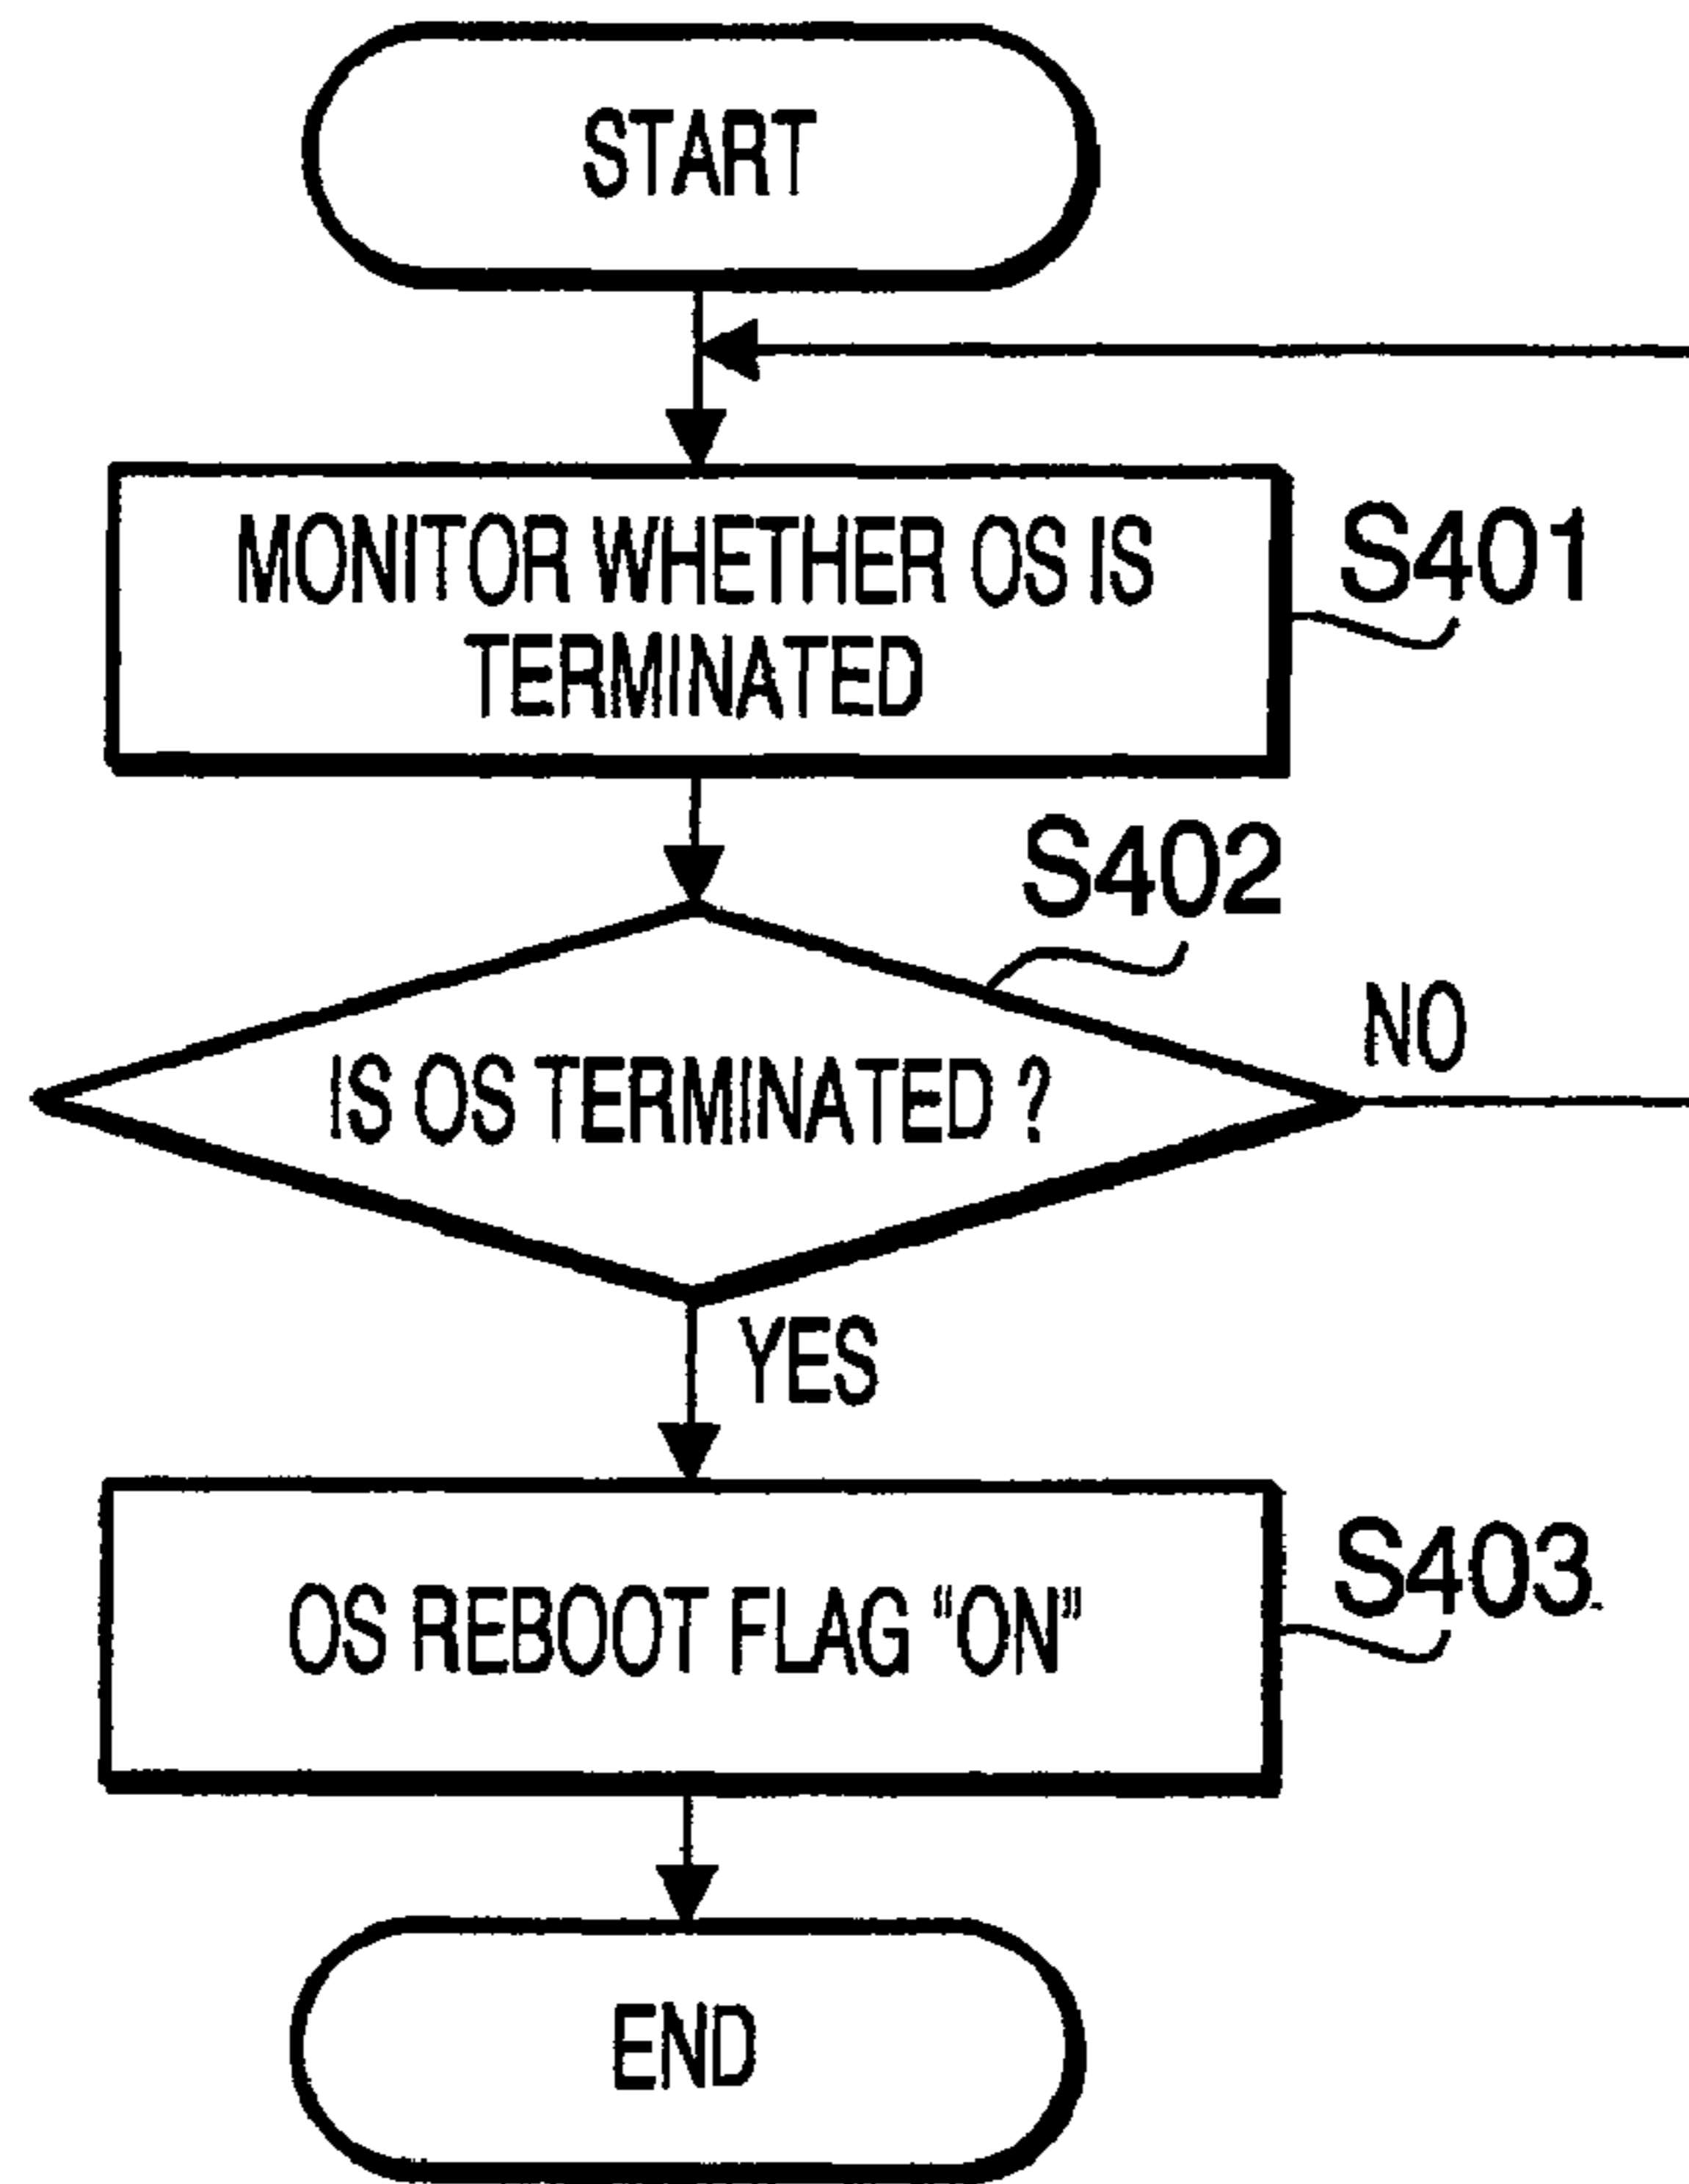 START
MONITOR WHETHER OS IS
TERMINATED
S401
S402
IS OS TERMINATED ?
NO
YES
OS REBOOT FLAG "ON"
S403
END